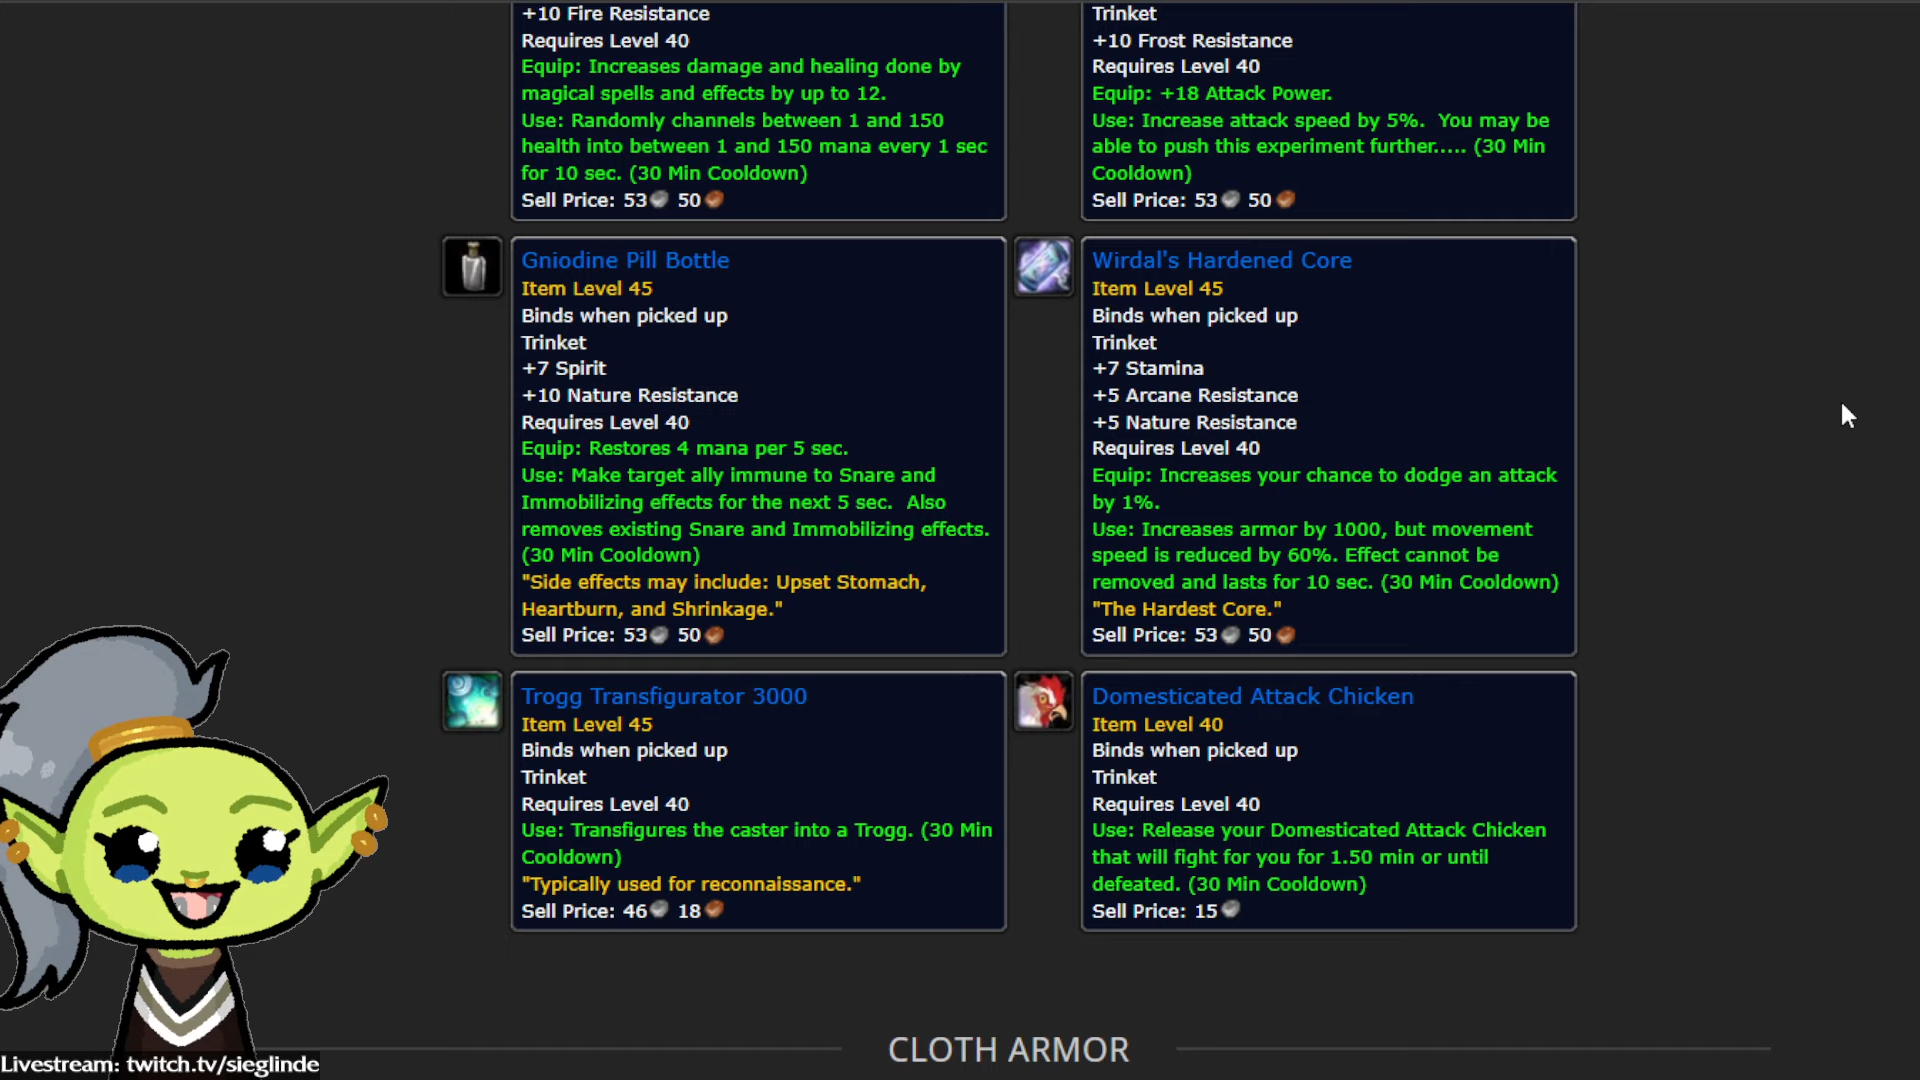 +10 Fire Resistance
Requires Level 40
Equip: Increases damage and healing done by
magical spells and effects by up to 12.
Use: Randomly channels between 1 and 150
health into between 1 and 150 mana every 1 sec
for 10 sec. (30 Min Cooldown)
Sell Price: 53 50
Trinket
+10 Frost Resistance
Requires Level 40
Equip: +18 Attack Power.
Use: Increase attack speed by 5%. You may be
able to push this experiment further..... (30 Min
Cooldown)
Sell Price: 53 50
Gniodine Pill Bottle
Item Level 45
Binds when picked up
Trinket
+7 Spirit
+10 Nature Resistance
Requires Level 40
Equip: Restores 4 mana per 5 sec.
Use: Make target ally immune to Snare and
Immobilizing effects for the next 5 sec. Also
removes existing Snare and Immobilizing effects.
(30 Min Cooldown)
"Side effects may include: Upset Stomach,
Heartburn, and Shrinkage."
Sell Price: 53 50
Wirdal's Hardened Core
Item Level 45
Binds when picked up
Trinket
+7 Stamina
+5 Arcane Resistance
+5 Nature Resistance
Requires Level 40
Equip: Increases your chance to dodge an attack
by 1%.
Use: Increases armor by 1000, but movement
speed is reduced by 60%. Effect cannot be
removed and lasts for 10 sec. (30 Min Cooldown)
"The Hardest Core."
Sell Price: 53 50
Trogg Transfigurator 3000
Item Level 45
Binds when picked up
Trinket
Requires Level 40
Use: Transfigures the caster into a Trogg. (30 Min
Cooldown)
"Typically used for reconnaissance."
Sell Price: 46 18
Domesticated Attack Chicken
Item Level 40
Binds when picked up
Trinket
Requires Level 40
Use: Release your Domesticated Attack Chicken
that will fight for you for 1.50 min or until
defeated. (30 Min Cooldown)
Sell Price: 15
CLOTH ARMOR
Livestream: twitch.tv/sieglinde